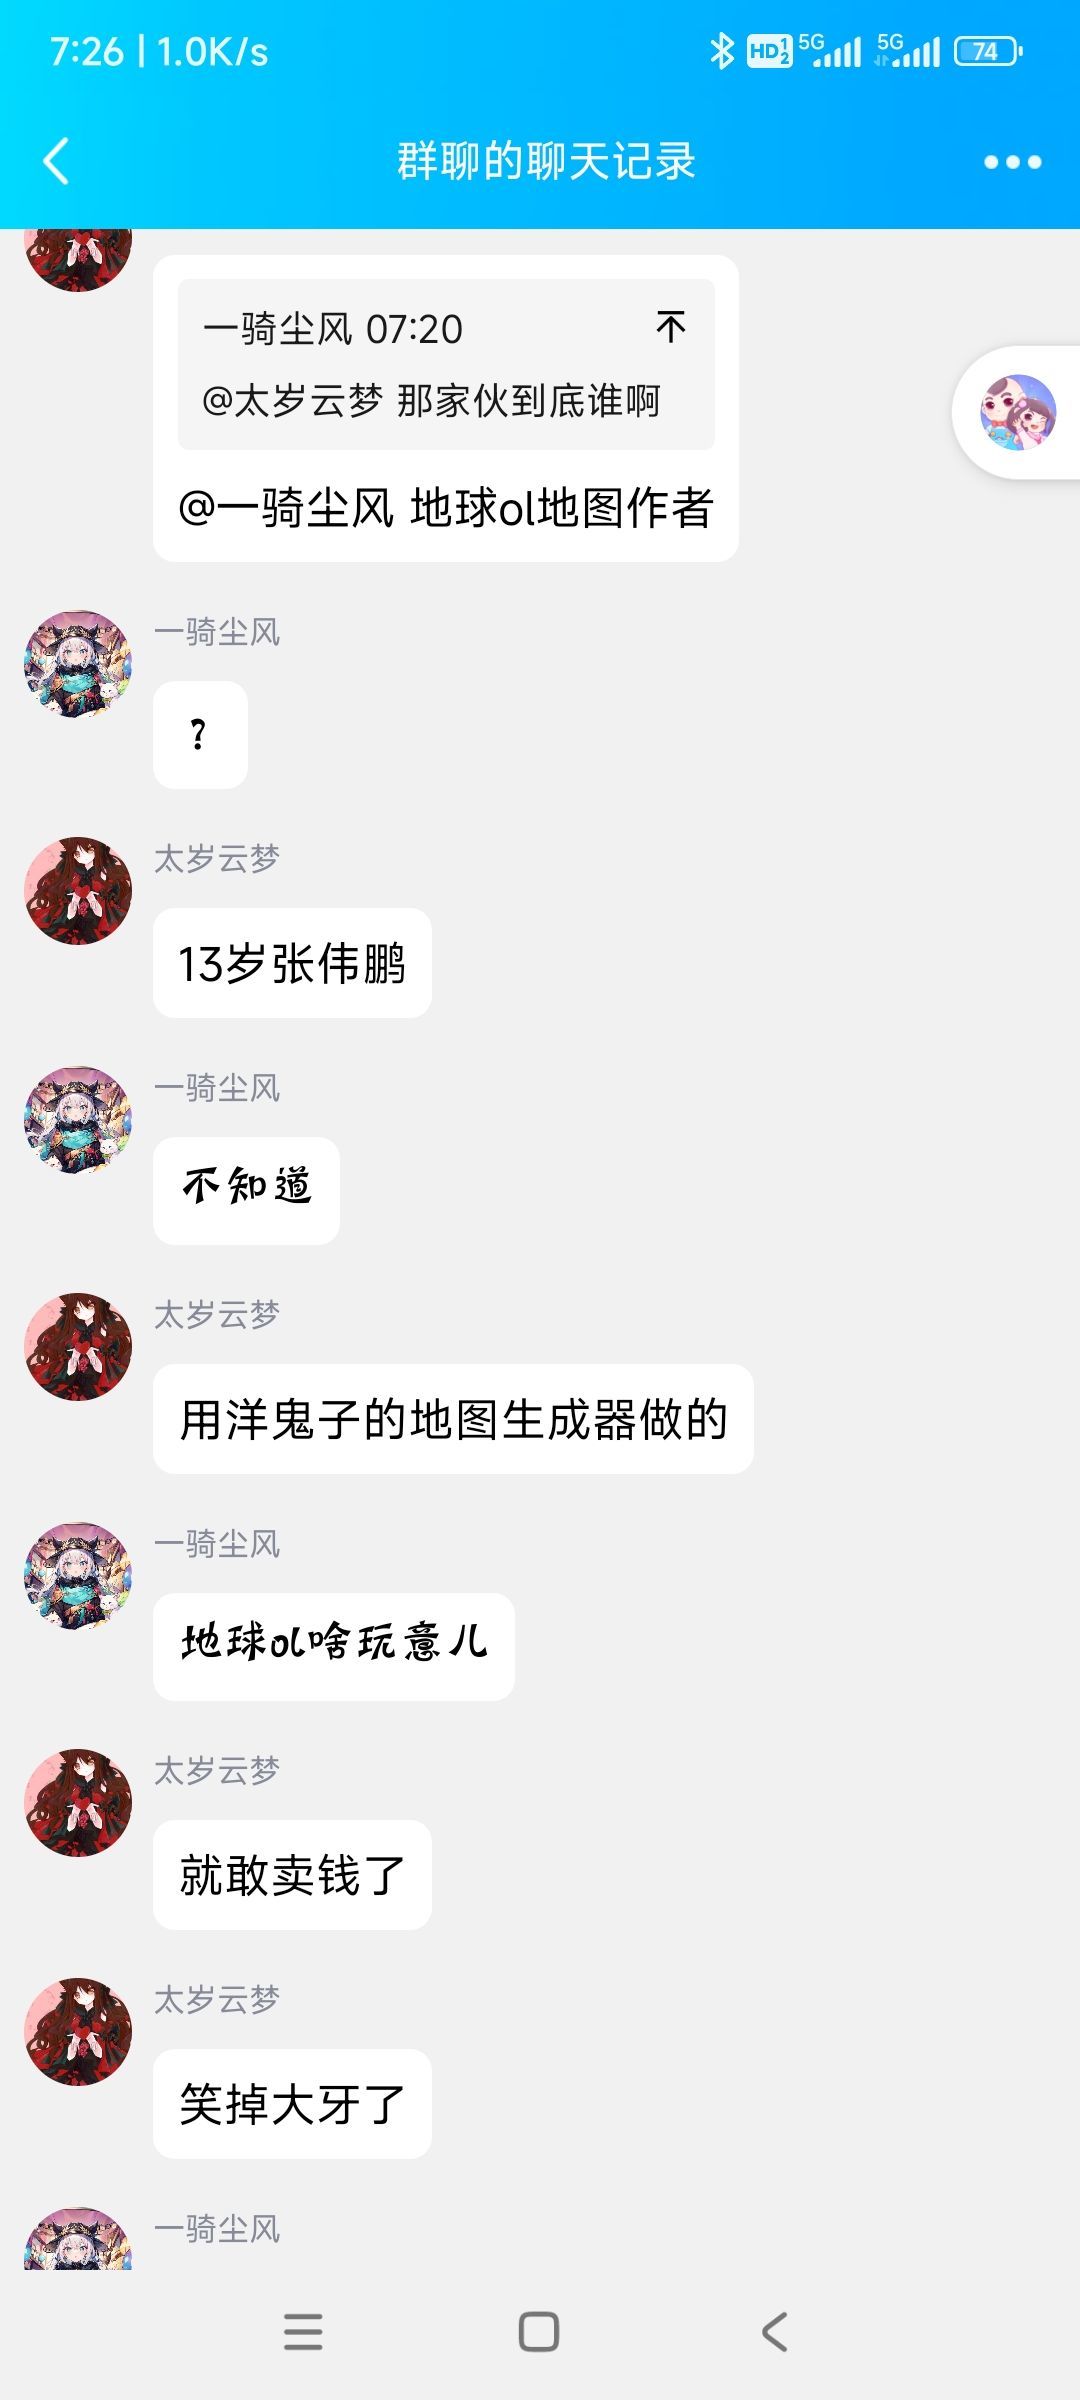 7:26 | 1.0K/s
HD 1 2 5G 5G 74
群聊的聊天记录
一骑尘风 07:20
@太岁云梦 那家伙到底谁啊
@一骑尘风 地球ol地图作者
一骑尘风
?
太岁云梦
13岁张伟鹏
一骑尘风
不知道
太岁云梦
用洋鬼子的地图生成器做的
一骑尘风
地球ol啥玩意儿
太岁云梦
就敢卖钱了
太岁云梦
笑掉大牙了
一骑尘风